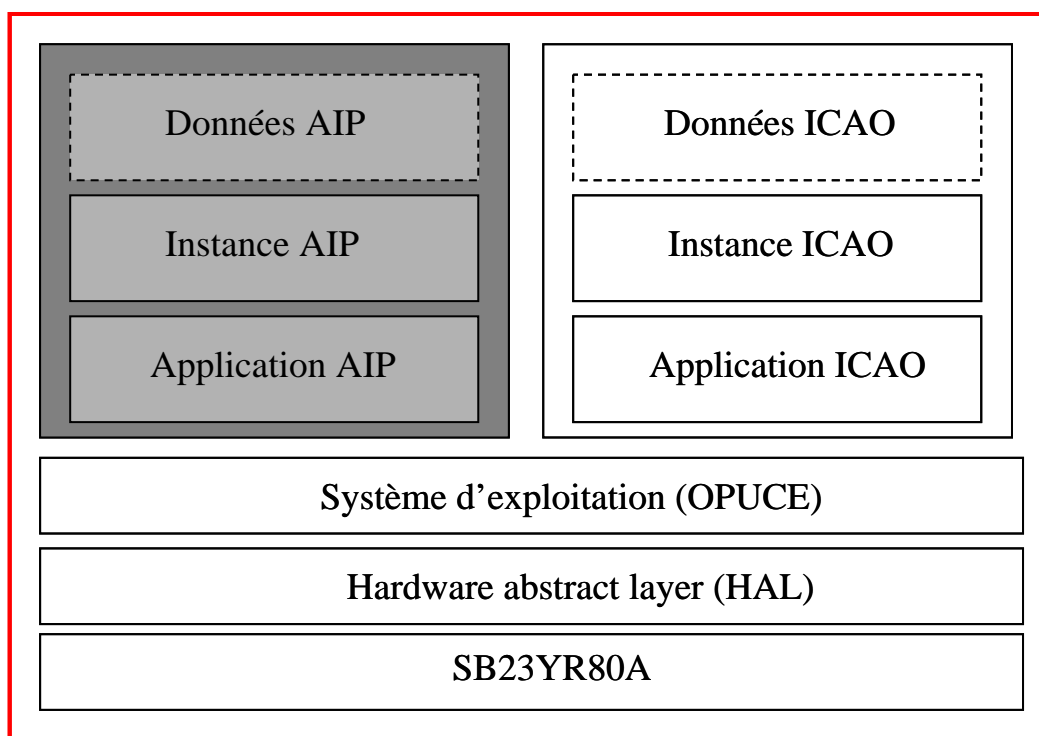 Données AIP
Instance AIP
Application AIP
Données ICAO
Instance ICAO
Application ICAO
Système d’exploitation (OPUCE)
Hardware abstract layer (HAL)
SB23YR80A